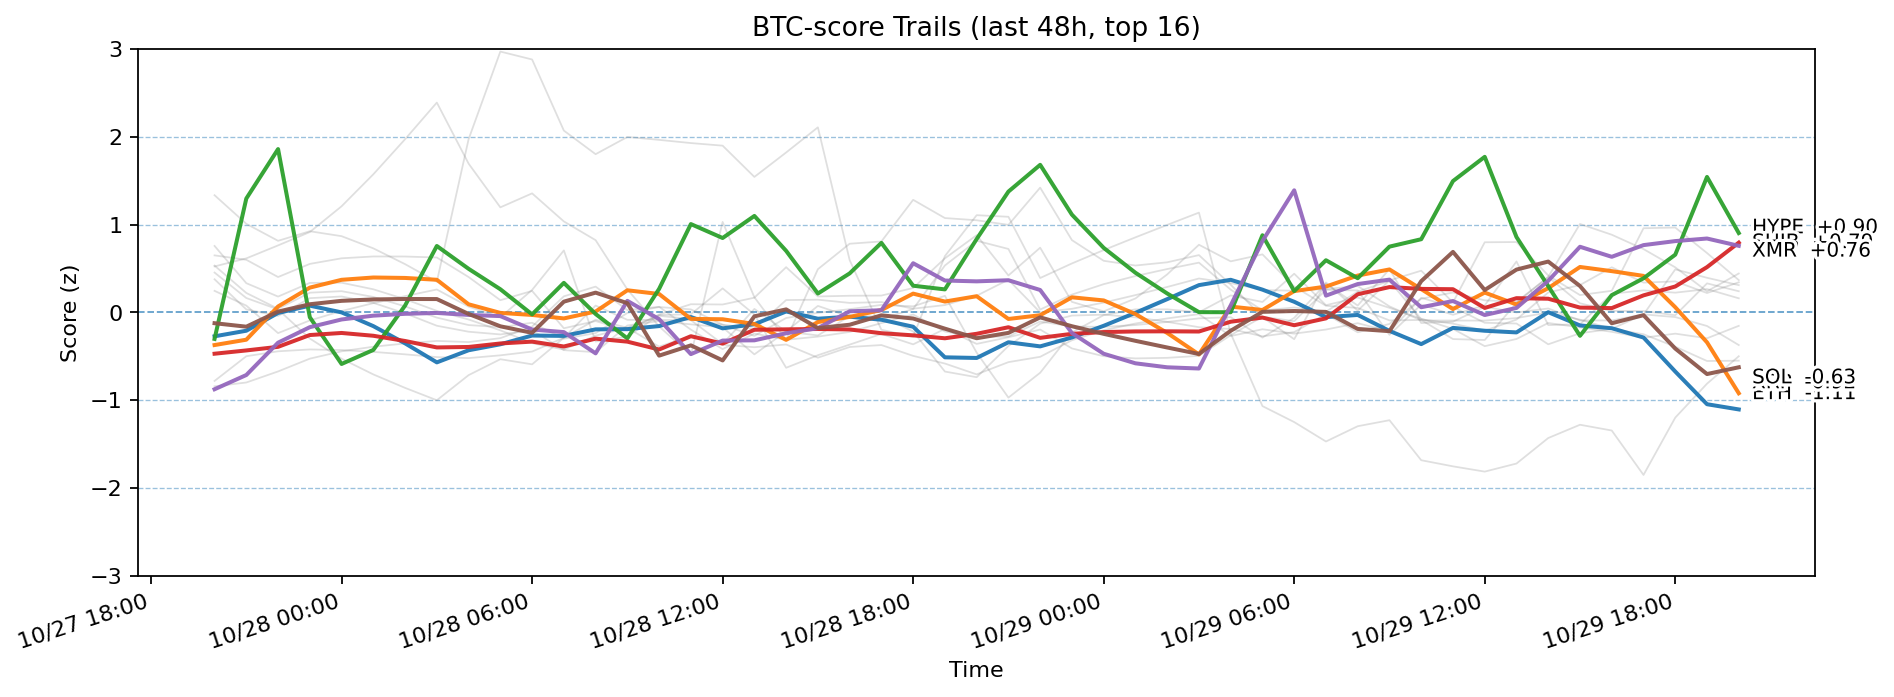 BTC-score Trails (last 48h, top 16)
3
2
1
0
−1
−2
−3
Score (z)
HYPE +0.90
XMR +0.76
SOL -0.63
ETH -1.11
10/27 18:00
10/28 00:00
10/28 06:00
10/28 12:00
10/28 18:00
10/29 00:00
10/29 06:00
10/29 12:00
10/29 18:00
Time